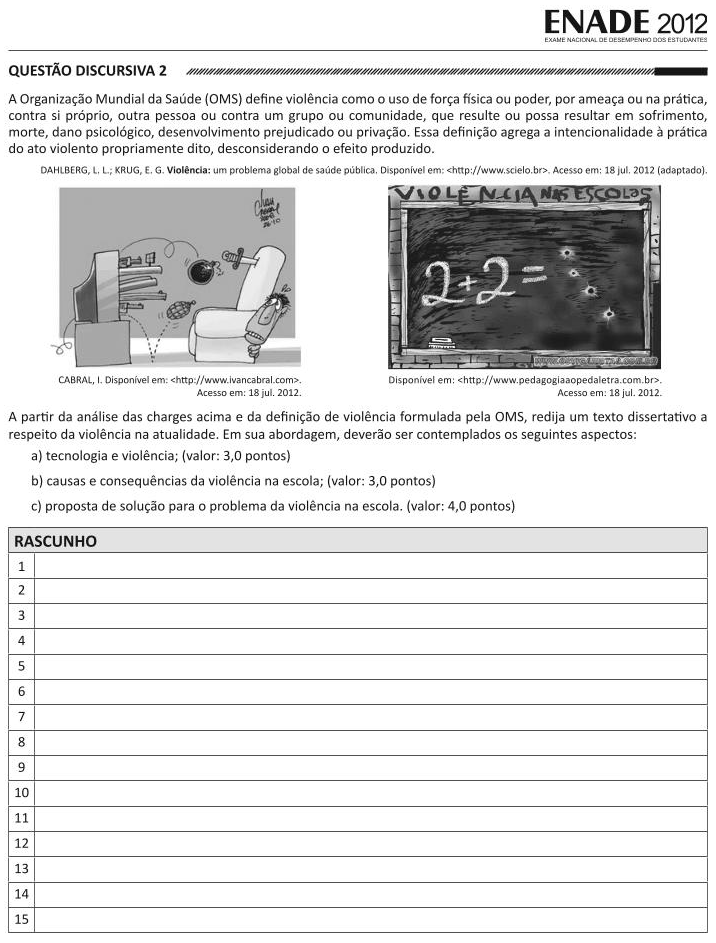 ENADE 2012
EXAME NACIONAL DE DESEMPENHO DOS ESTUDANTES
QUESTÃO DISCURSIVA 2
A Organização Mundial da Saúde (OMS) define violência como o uso de força física ou poder, por ameaça ou na prática,
contra si próprio, outra pessoa ou contra um grupo ou comunidade, que resulte ou possa resultar em sofrimento,
morte, dano psicológico, desenvolvimento prejudicado ou privação. Essa definição agrega a intencionalidade à prática
do ato violento propriamente dito, desconsiderando o efeito produzido.
DAHLBERG, L. L.; KRUG, E. G. Violência: um problema global de saúde pública. Disponível em: <http://www.scielo.br>. Acesso em: 18 jul. 2012 (adaptado).
VIOLÊNCIA NAS ESCOLAS
2+2=
CABRAL, I. Disponível em: <http://www.ivancabral.com>.
Acesso em: 18 jul. 2012.
Disponível em: <http://www.pedagogiaaopedaletra.com.br>.
Acesso em: 18 jul. 2012.
A partir da análise das charges acima e da definição de violência formulada pela OMS, redija um texto dissertativo a
respeito da violência na atualidade. Em sua abordagem, deverão ser contemplados os seguintes aspectos:
a) tecnologia e violência; (valor: 3,0 pontos)
b) causas e consequências da violência na escola; (valor: 3,0 pontos)
c) proposta de solução para o problema da violência na escola. (valor: 4,0 pontos)
RASCUNHO
1
2
3
4
5
6
7
8
9
10
11
12
13
14
15